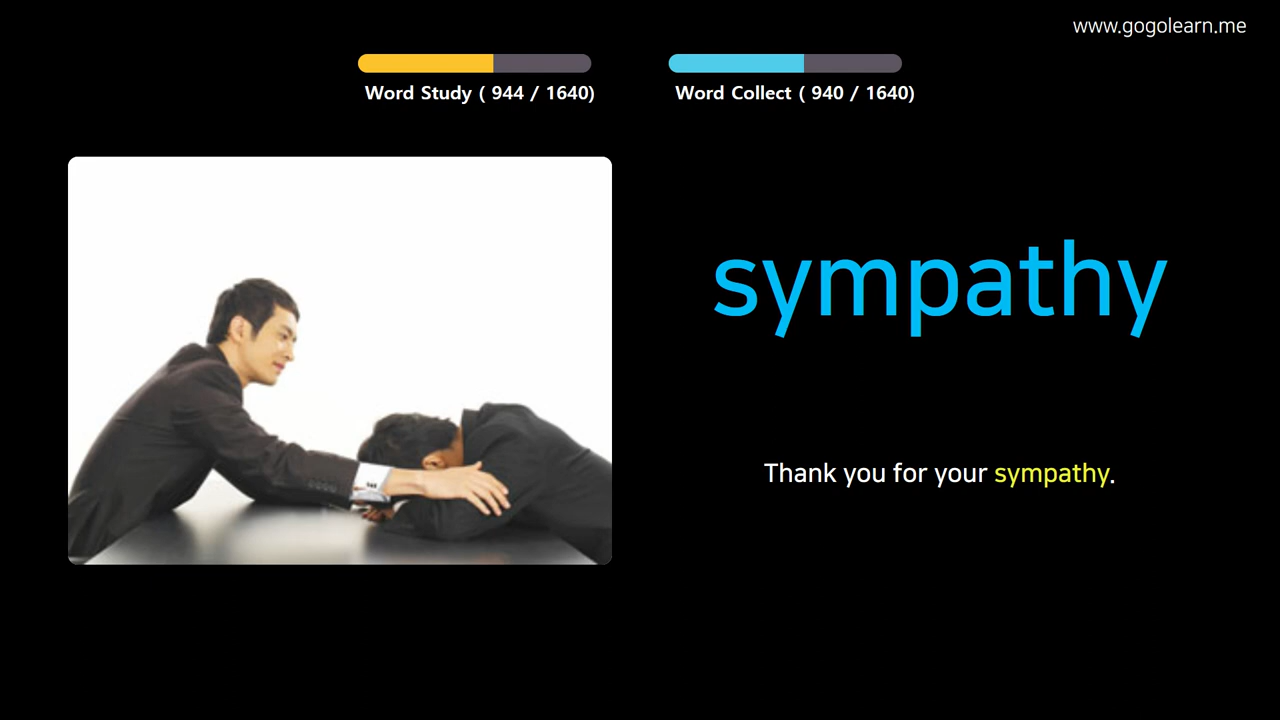 www.gogolearn.me
Word Study ( 944 / 1640)
Word Collect ( 940 / 1640)
sympathy
Thank you for your sympathy.